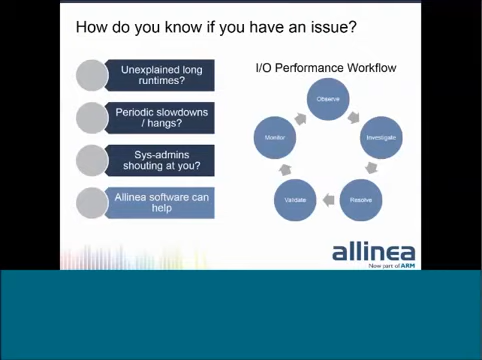 How do you know if you have an issue?
Unexplained long
runtimes?
Periodic slowdowns
/ hangs?
Sys-admins
shouting at you?
Allinea software can
help
I/O Performance Workflow
Observe
Investigate
Resolve
Validate
Monitor
allinea
Now part of ARM